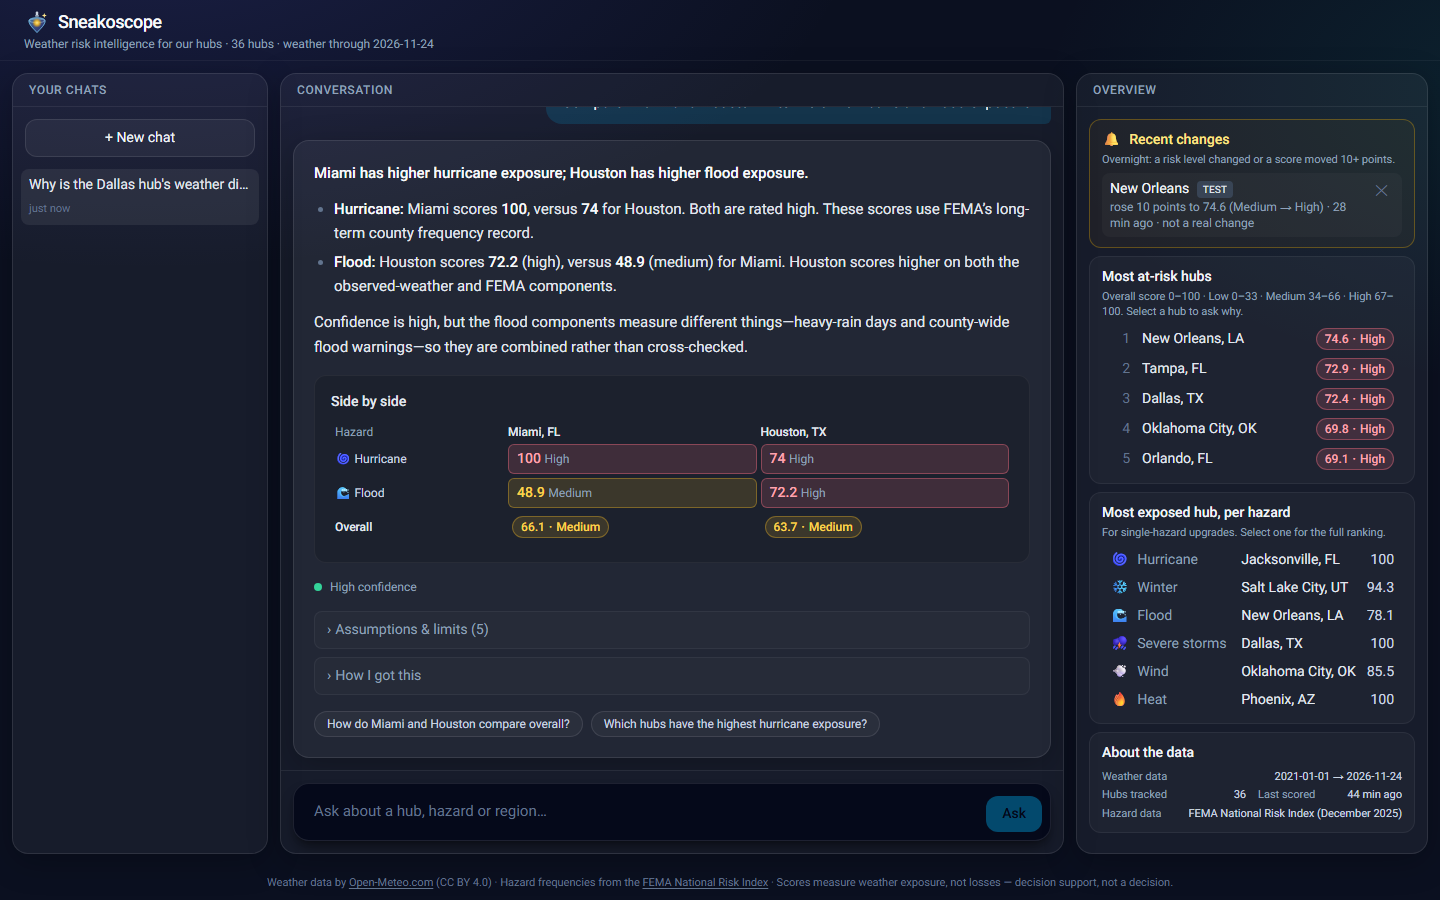 Sneakoscope
Weather risk intelligence for our hubs · 36 hubs · weather through 2026-11-24
YOUR CHATS
+ New chat
Why is the Dallas hub's weather di...
just now
CONVERSATION
Miami has higher hurricane exposure; Houston has higher flood exposure.
• Hurricane: Miami scores 100, versus 74 for Houston. Both are rated high. These scores use FEMA's long-
term county frequency record.
• Flood: Houston scores 72.2 (high), versus 48.9 (medium) for Miami. Houston scores higher on both the
observed-weather and FEMA components.
Confidence is high, but the flood components measure different things—heavy-rain days and county-wide
flood warnings—so they are combined rather than cross-checked.
Side by side
Hazard Miami, FL Houston, TX
Hurricane 100 High 74 High
Flood 48.9 Medium 72.2 High
Overall 66.1 · Medium 63.7 · Medium
High confidence
› Assumptions & limits (5)
› How I got this
How do Miami and Houston compare overall? Which hubs have the highest hurricane exposure?
Ask about a hub, hazard or region...
Ask
OVERVIEW
Recent changes
Overnight: a risk level changed or a score moved 10+ points.
New Orleans TEST
rose 10 points to 74.6 (Medium → High) · 28
min ago · not a real change
Most at-risk hubs
Overall score 0–100 · Low 0–33 · Medium 34–66 · High 67–
100. Select a hub to ask why.
1 New Orleans, LA 74.6 · High
2 Tampa, FL 72.9 · High
3 Dallas, TX 72.4 · High
4 Oklahoma City, OK 69.8 · High
5 Orlando, FL 69.1 · High
Most exposed hub, per hazard
For single-hazard upgrades. Select one for the full ranking.
Hurricane Jacksonville, FL 100
Winter Salt Lake City, UT 94.3
Flood New Orleans, LA 78.1
Severe storms Dallas, TX 100
Wind Oklahoma City, OK 85.5
Heat Phoenix, AZ 100
About the data
Weather data 2021-01-01 → 2026-11-24
Hubs tracked 36 Last scored 44 min ago
Hazard data FEMA National Risk Index (December 2025)
Weather data by Open-Meteo.com (CC BY 4.0) · Hazard frequencies from the FEMA National Risk Index · Scores measure weather exposure, not losses — decision support, not a decision.